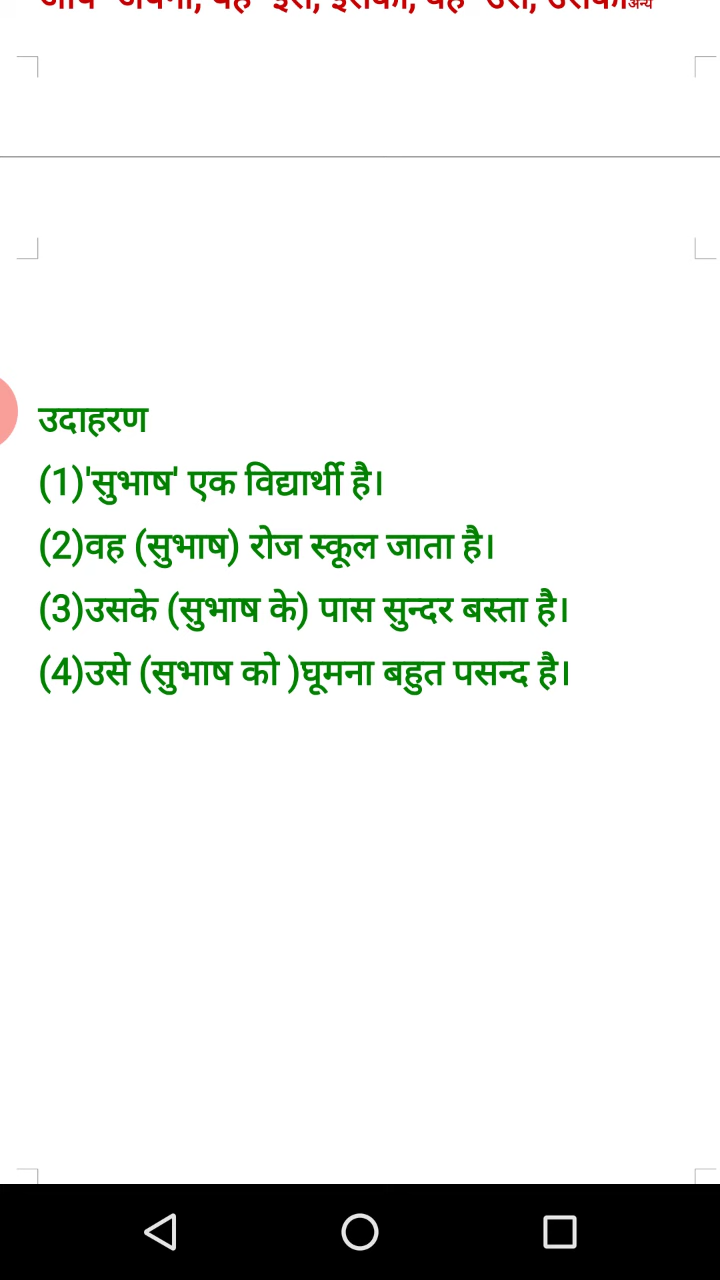 उदाहरण
(1)'सुभाष' एक विद्यार्थी है।
(2)वह (सुभाष) रोज स्कूल जाता है।
(3)उसके (सुभाष के) पास सुन्दर बस्ता है।
(4)उसे (सुभाष को )घूमना बहुत पसन्द है।